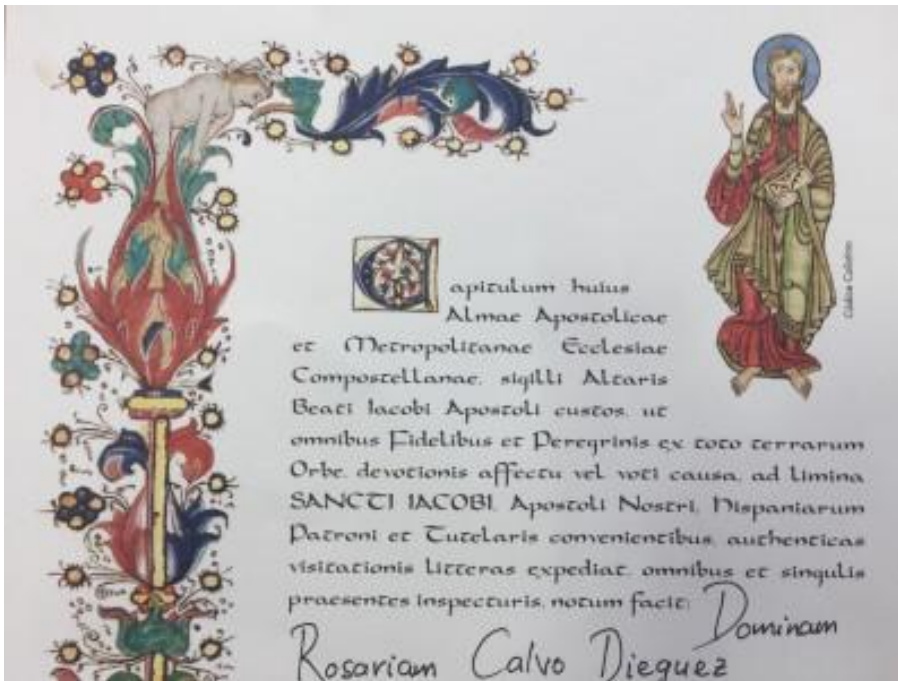 Capitulum huius
Almae Apostolicae
et Metropolitanae Ecclesiae
Compostellanae, sigilli Altaris
Beati Iacobi Apostoli custos, ut
omnibus Fidelibus et Peregrinis ex toto terrarum
Orbe, devotionis affectu vel voti causa, ad limina
SANCTI IACOBI, Apostoli Nostri, Hispaniarum
Patroni et Tutelaris convenientibus, authenticas
visitationis litteras expediat, omnibus et singulis
praesentes inspecturis, notum facit: Dominam
Rosariam Calvo Dieguez
Códice Calixtino